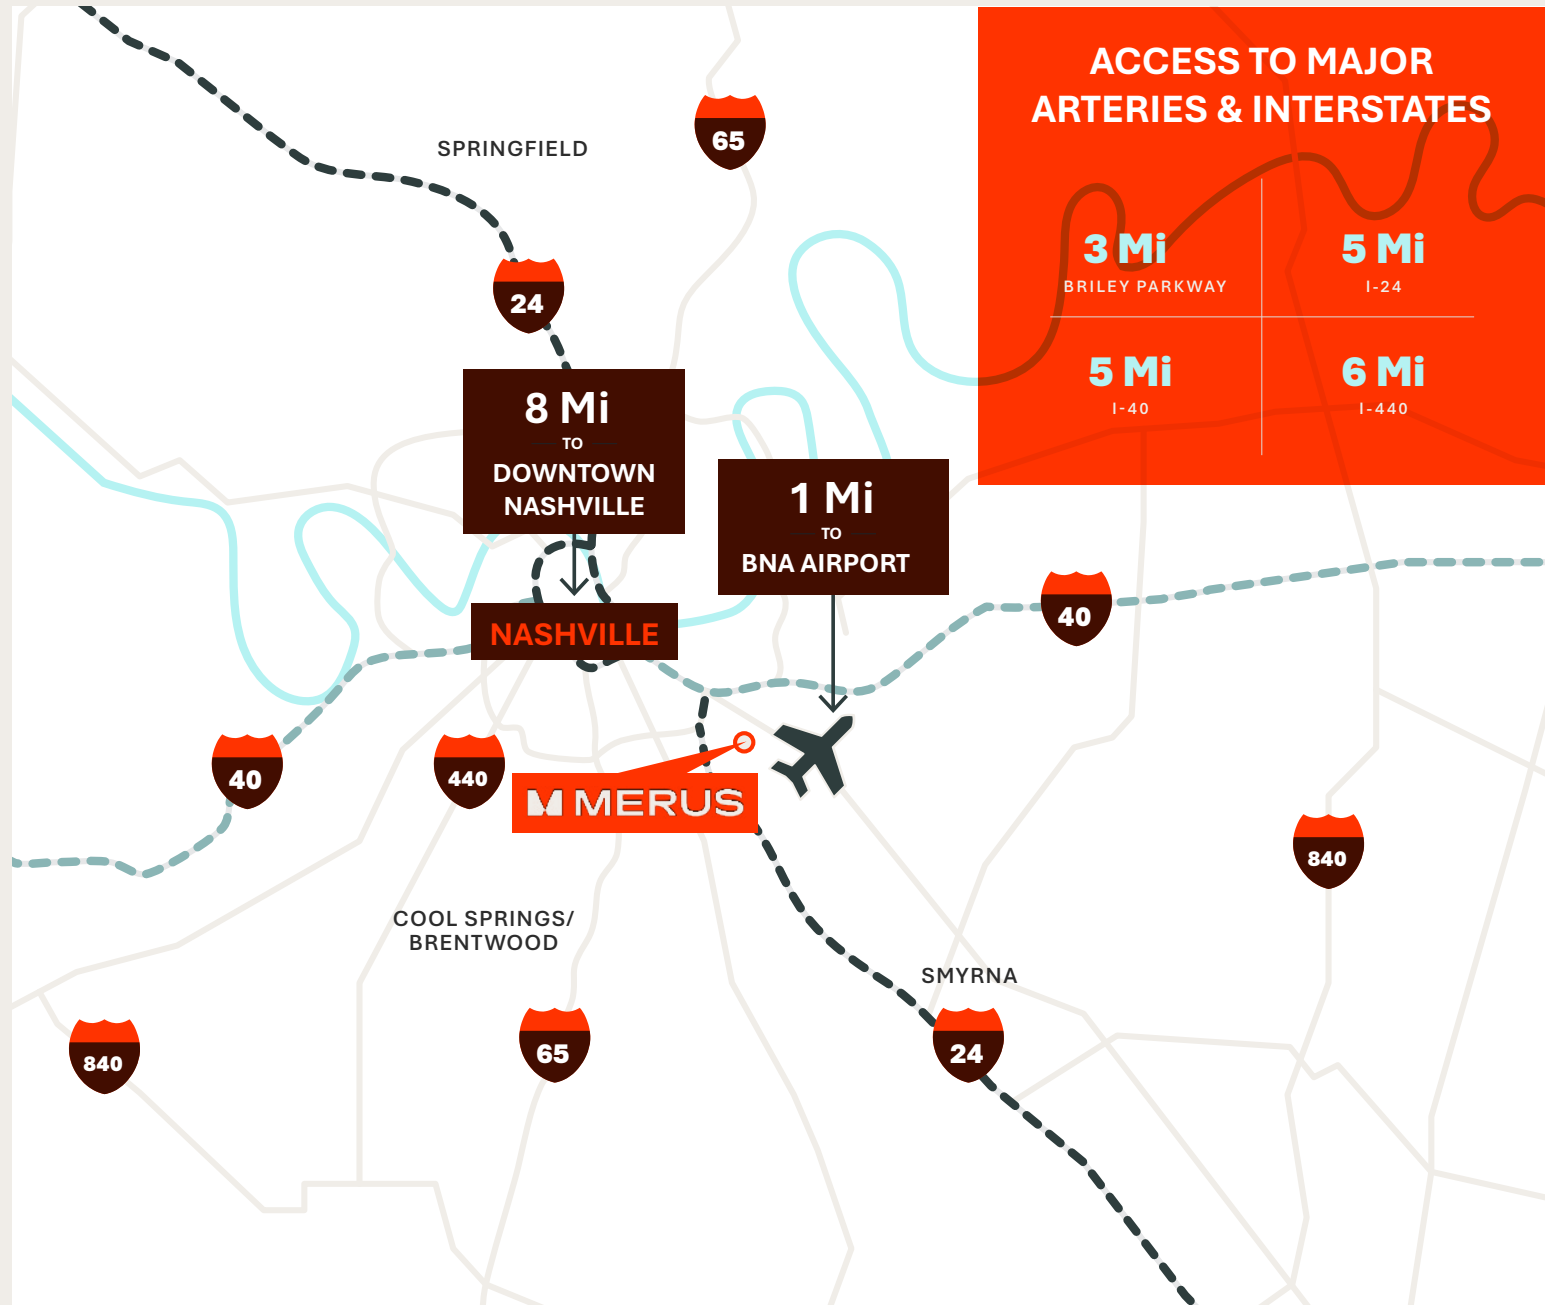 ACCESS TO MAJOR
ARTERIES & INTERSTATES
3 Mi
BRILEY PARKWAY
5 Mi
I-24
5 Mi
I-40
6 Mi
I-440
65
SPRINGFIELD
24
8 Mi
TO
DOWNTOWN
NASHVILLE
1 Mi
TO
BNA AIRPORT
NASHVILLE
40
40
440
MERUS
840
COOL SPRINGS/
BRENTWOOD
SMYRNA
840
65
24